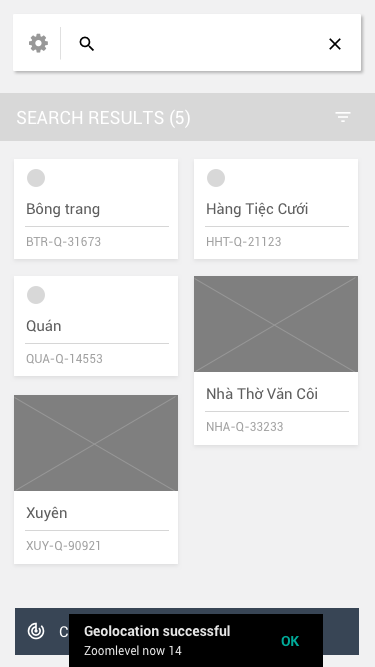 SEARCH RESULTS (5)
Bông trang
BTR-Q-31673
Hàng Tiệc Cưới
HHT-Q-21123
Quán
QUA-Q-14553
Nhà Thờ Văn Côi
NHA-Q-33233
Xuyên
XUY-Q-90921
Geolocation successful
Zoomlevel now 14
OK